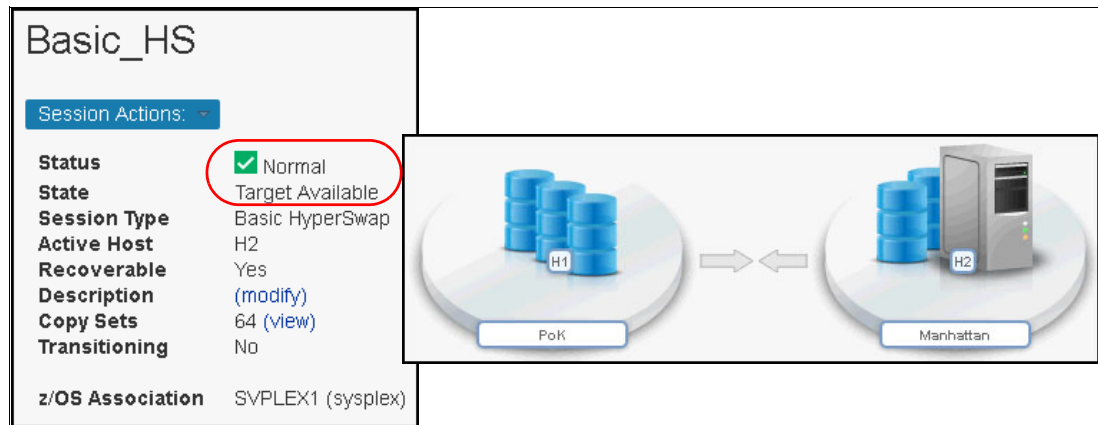 Basic_HS
Session Actions:
Status Normal
State Target Available
Session Type Basic HyperSwap
Active Host H2
Recoverable Yes
Description (modify)
Copy Sets 64 (view)
Transitioning No
z/OS Association SVPLEX1 (sysplex)
H1
H2
PoK
Manhattan